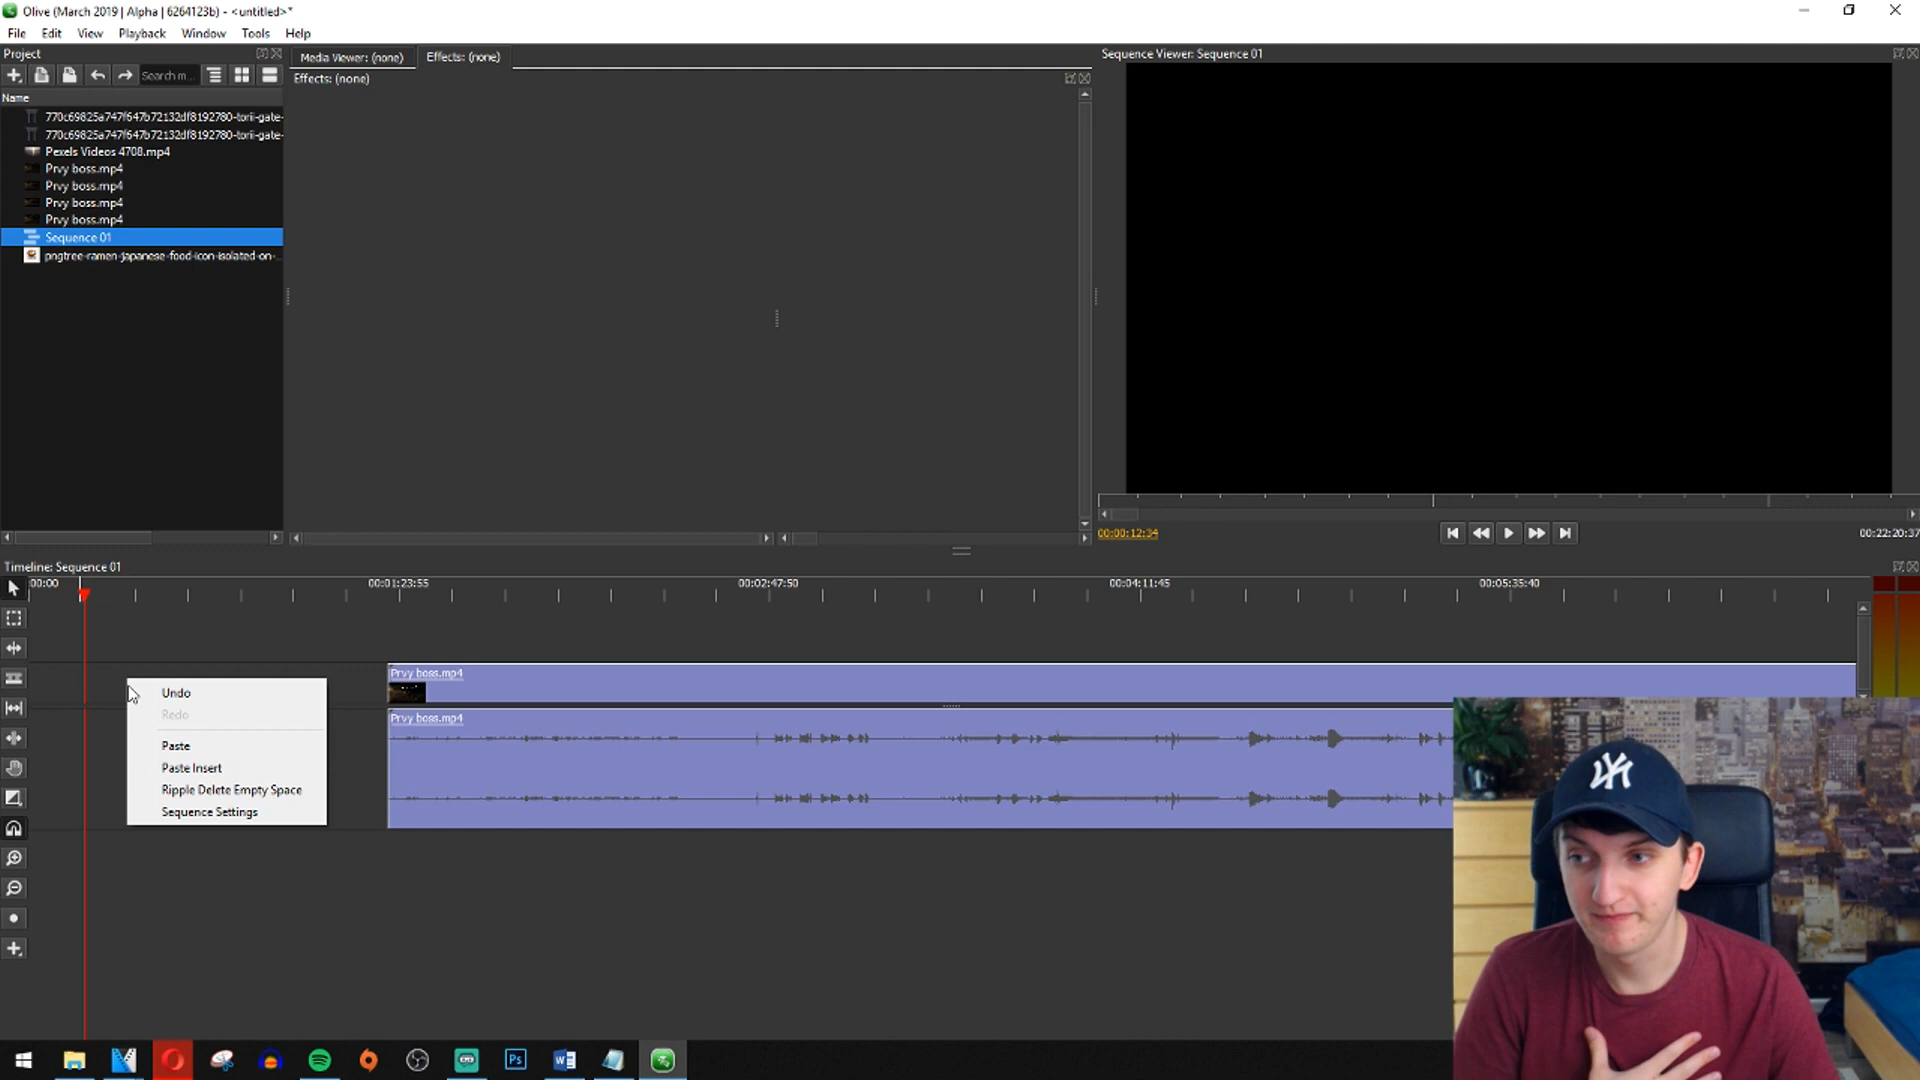 Olive (March 2019 | Alpha | 6264123b) - <untitled>*
File Edit View Playback Window Tools Help
Project
Media Viewer: (none)
Effects: (none)
Sequence Viewer: Sequence 01
Search m...
Effects: (none)
Name
770c69825a747f647b72132df8192780-torii-gate-
770c69825a747f647b72132df8192780-torii-gate-
Pexels Videos 4708.mp4
Prvy boss.mp4
Prvy boss.mp4
Prvy boss.mp4
Prvy boss.mp4
Sequence 01
pngtree-ramen-japanese-food-icon-isolated-on-...
00:00:12:34
00:22:20:37
Timeline: Sequence 01
00:00
00:01:23:55
00:02:47:50
00:04:11:45
00:05:35:40
Prvy boss.mp4
Prvy boss.mp4
Undo
Redo
Paste
Paste Insert
Ripple Delete Empty Space
Sequence Settings
NY
Ps
W